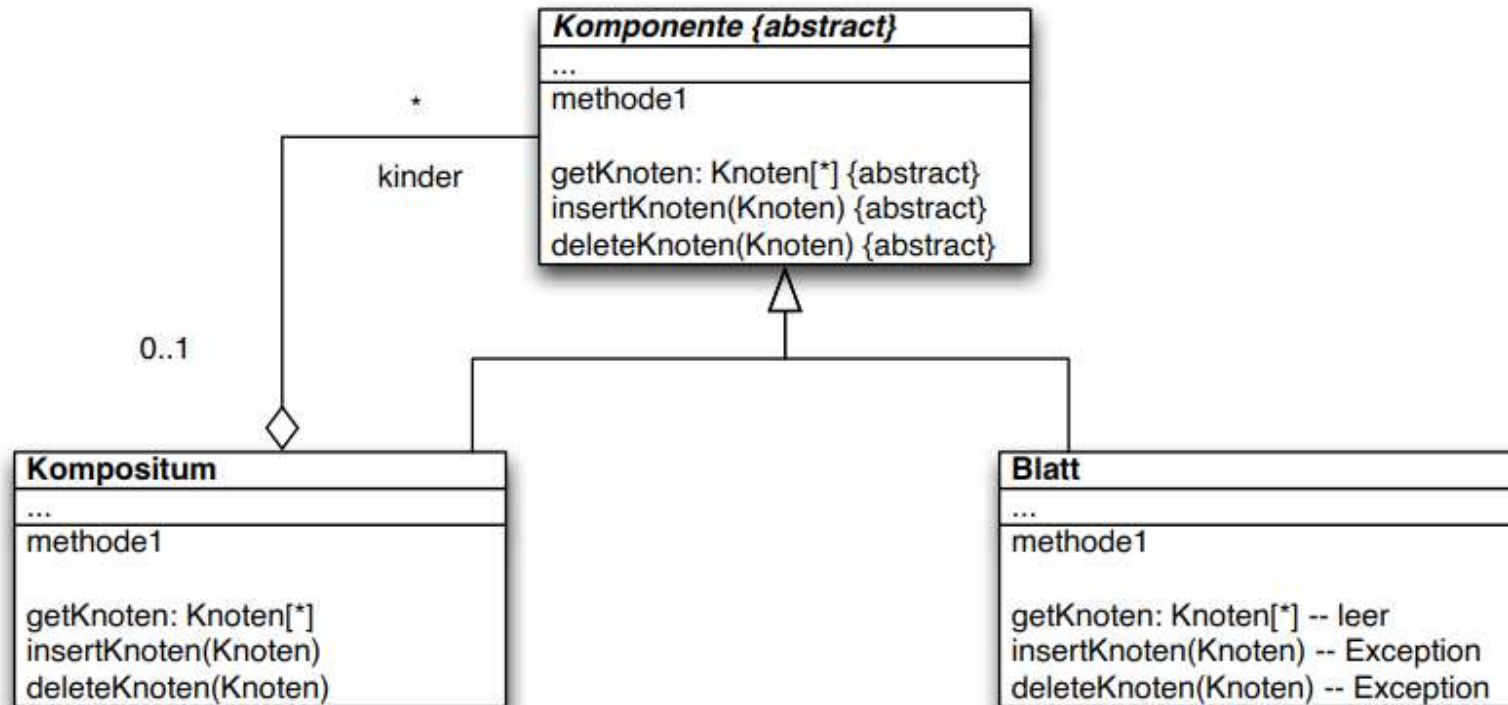 Komponente {abstract}
...
methode1
getKnoten: Knoten[*] {abstract}
insertKnoten(Knoten) {abstract}
deleteKnoten(Knoten) {abstract}
*
kinder
0..1
Kompositum
...
methode1
getKnoten: Knoten[*]
insertKnoten(Knoten)
deleteKnoten(Knoten)
Blatt
...
methode1
getKnoten: Knoten[*] -- leer
insertKnoten(Knoten) -- Exception
deleteKnoten(Knoten) -- Exception